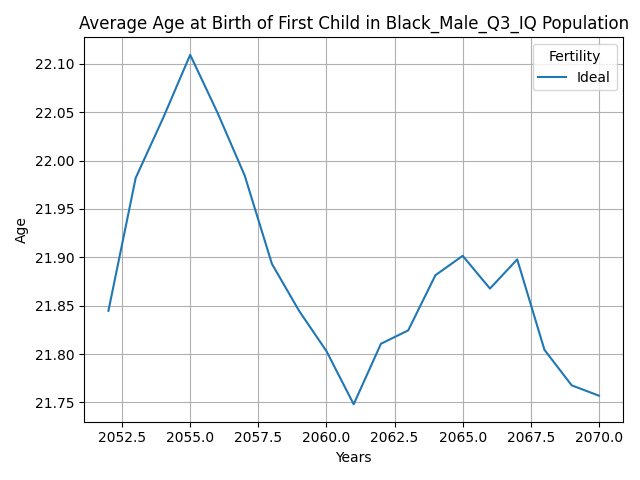 Average Age at Birth of First Child in Black_Male_Q3_IQ Population
Fertility
Ideal
22.10
22.05
22.00
21.95
21.90
21.85
21.80
21.75
Age
2052.5 2055.0 2057.5 2060.0 2062.5 2065.0 2067.5 2070.0
Years